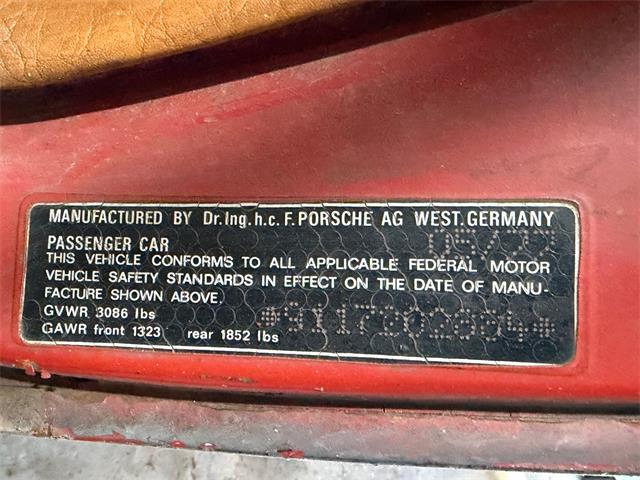 MANUFACTURED BY Dr.Ing.h.c. F.PORSCHE AG WEST.GERMANY
PASSENGER CAR
THIS VEHICLE CONFORMS TO ALL APPLICABLE FEDERAL MOTOR
VEHICLE SAFETY STANDARDS IN EFFECT ON THE DATE OF MANU-
FACTURE SHOWN ABOVE.
GVWR 3086 lbs
GAWR front 1323 rear 1852 lbs